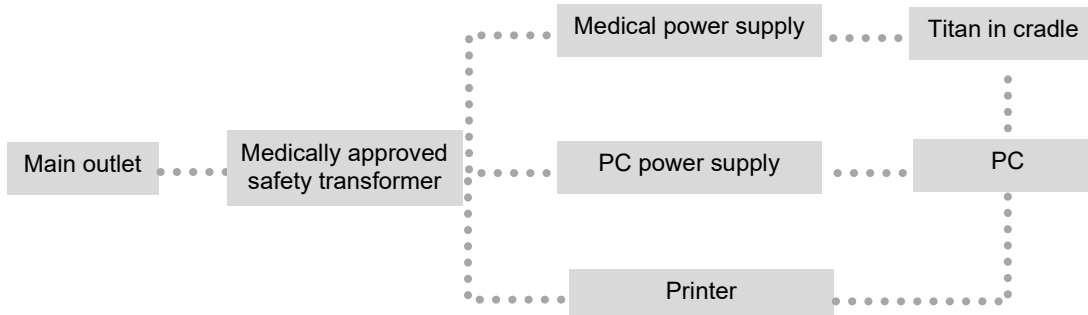 Medical power supply
Titan in cradle
Main outlet
Medically approved
safety transformer
PC power supply
PC
Printer